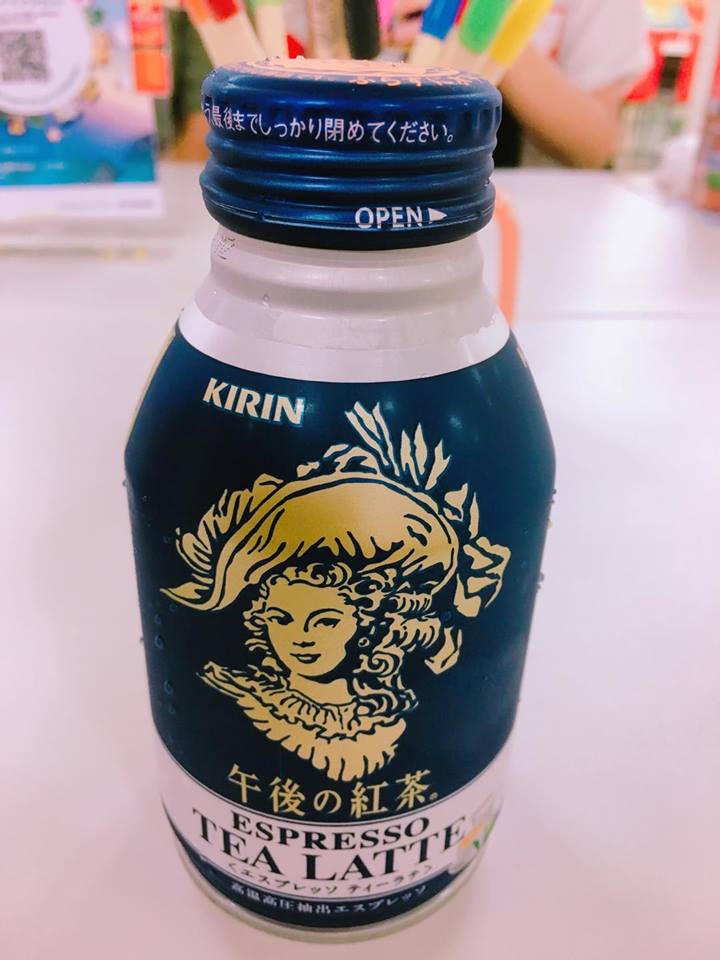 う最後までしっかり閉めてください。
OPEN▶
KIRIN
午後の紅茶®
ESPRESSO
TEA LATTE
<エスプレッソ ティーラテ>
高温高圧抽出エスプレッソ